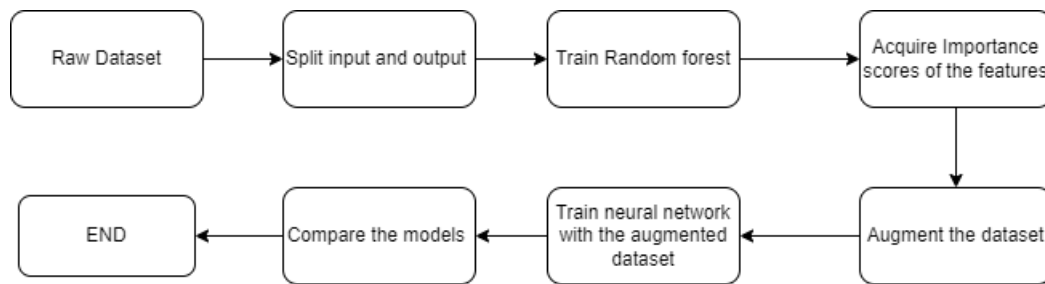 Raw Dataset
Split input and output
Train Random forest
Acquire Importance
scores of the features
Augment the dataset
Train neural network
with the augmented
dataset
Compare the models
END